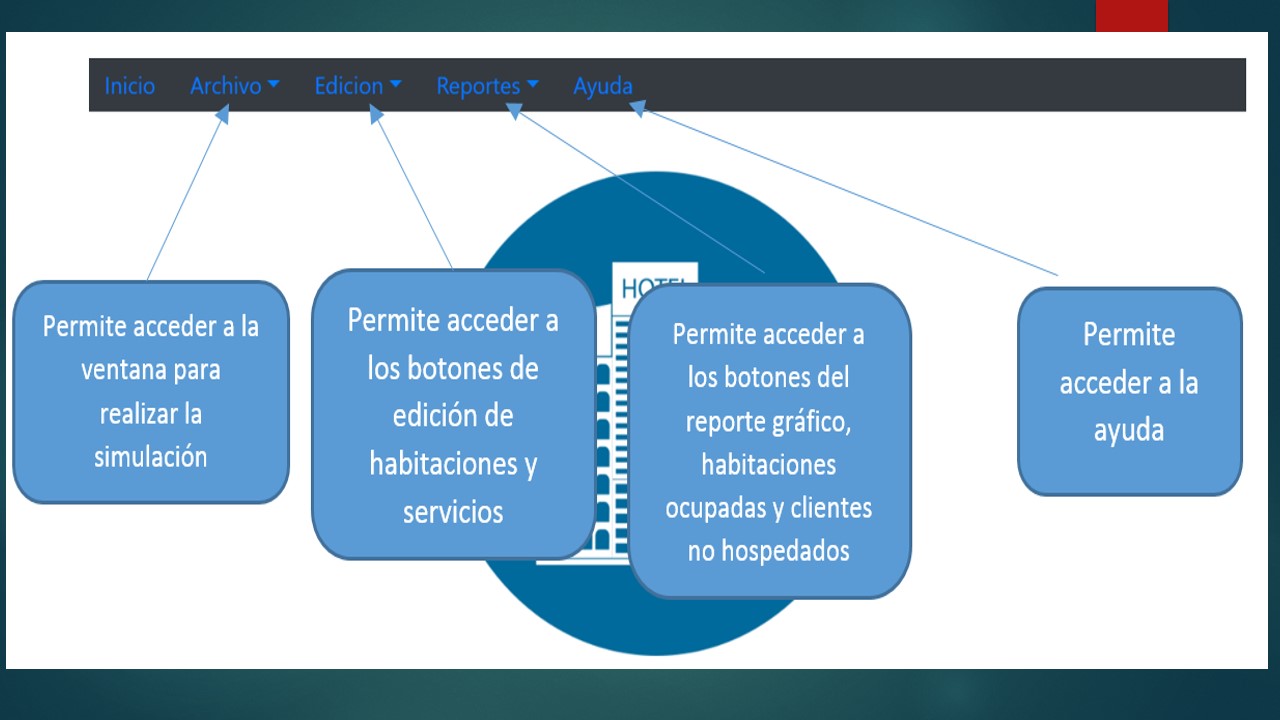 Inicio Archivo Edicion Reportes Ayuda
HOTEL
Permite acceder a la
ventana para
realizar la
simulación
Permite acceder a
los botones de
edición de
habitaciones y
servicios
Permite acceder a
los botones del
reporte gráfico,
habitaciones
ocupadas y clientes
no hospedados
Permite
acceder a la
ayuda